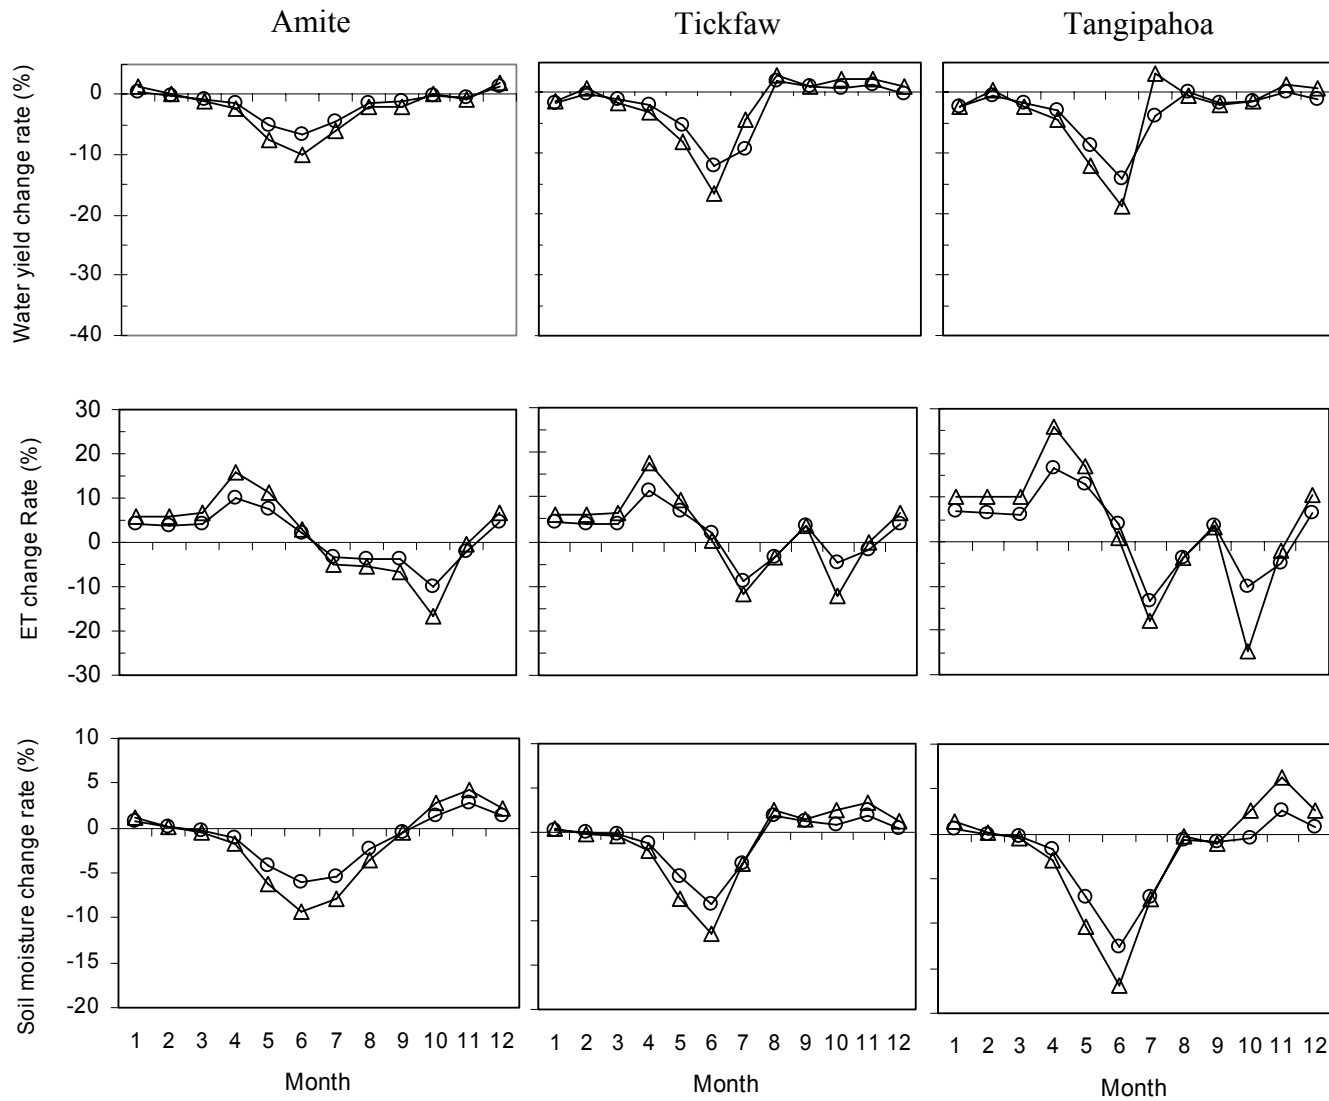 Amite Tickfaw Tangipahoa
Water yield change rate (%)
0
-10
-20
-30
-40
ET change Rate (%)
30
20
10
0
-10
-20
-30
Soil moisture change rate (%)
10
5
0
-5
-10
-15
-20
1 2 3 4 5 6 7 8 9 10 11 12
1 2 3 4 5 6 7 8 9 10 11 12
1 2 3 4 5 6 7 8 9 10 11 12
Month Month Month